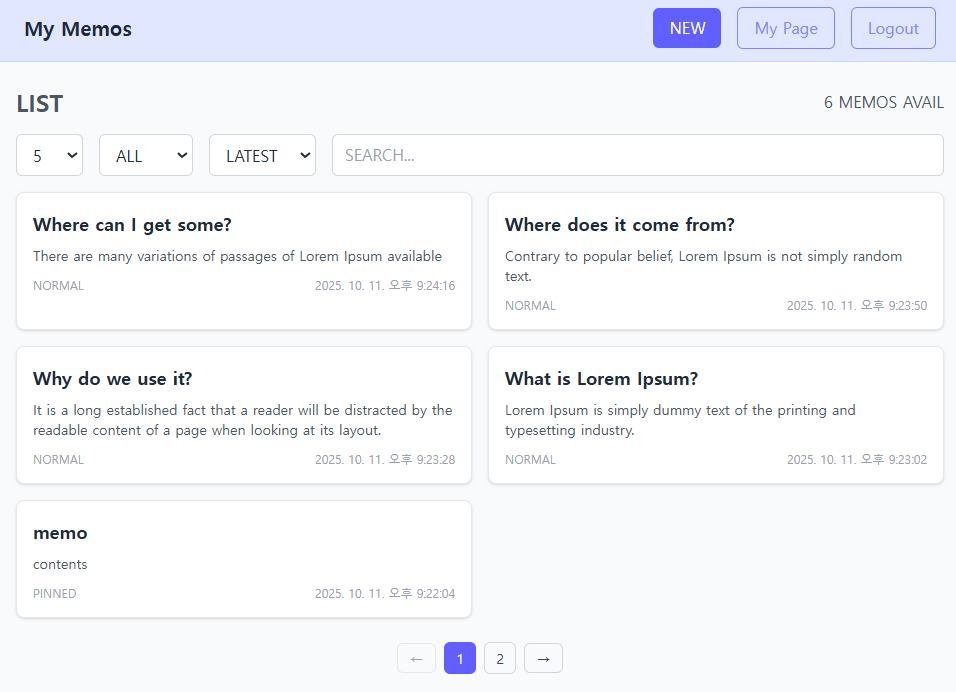 My Memos
NEW
My Page
Logout
LIST
6 MEMOS AVAIL
5
ALL
LATEST
SEARCH...
Where can I get some?
There are many variations of passages of Lorem Ipsum available
NORMAL
2025. 10. 11. 오후 9:24:16
Where does it come from?
Contrary to popular belief, Lorem Ipsum is not simply random
text.
NORMAL
2025. 10. 11. 오후 9:23:50
Why do we use it?
It is a long established fact that a reader will be distracted by the
readable content of a page when looking at its layout.
NORMAL
2025. 10. 11. 오후 9:23:28
What is Lorem Ipsum?
Lorem Ipsum is simply dummy text of the printing and
typesetting industry.
NORMAL
2025. 10. 11. 오후 9:23:02
memo
contents
PINNED
2025. 10. 11. 오후 9:22:04
← 1 2 →